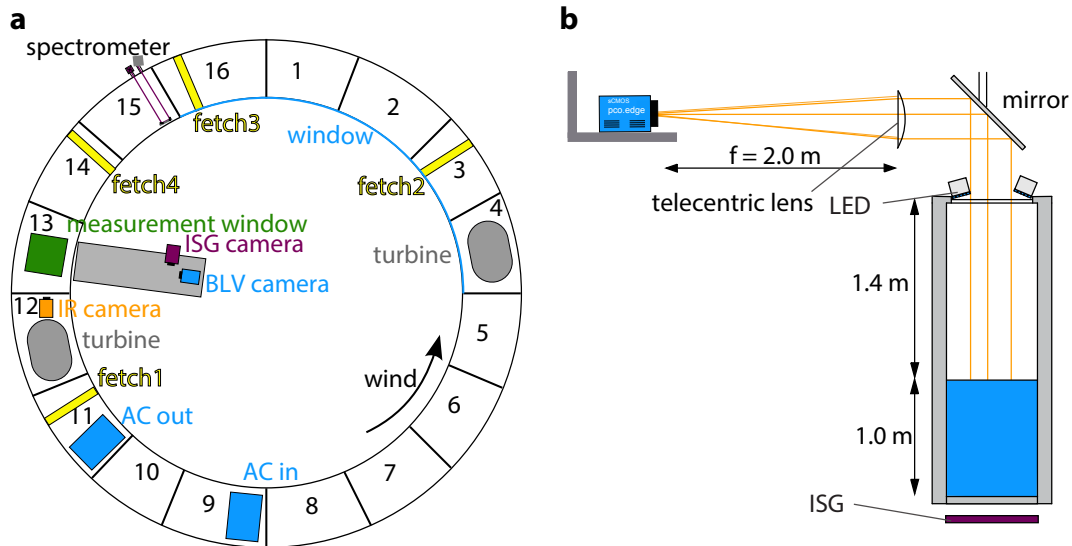 a
spectrometer
16
1
15
2
fetch3
window
14
fetch4
fetch2
3
13
measurement window
4
ISG camera
turbine
BLV camera
12
IR camera
turbine
5
fetch1
wind
11
AC out
6
10
AC in
7
9
8
b
sCMOS
pco.edge
mirror
f = 2.0 m
telecentric lens
LED
1.4 m
1.0 m
ISG